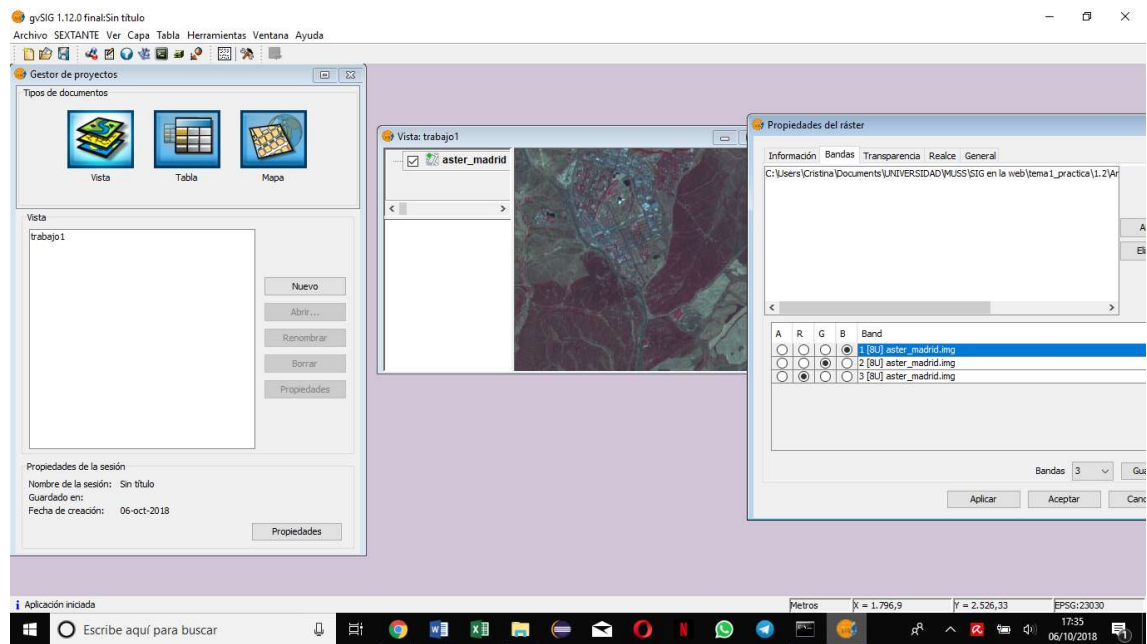 gvSIG 1.12.0 final:Sin título
Archivo SEXTANTE Ver Capa Tabla Herramientas Ventana Ayuda
Gestor de proyectos
Tipos de documentos
Vista Tabla Mapa
Vista
trabajo1
Nuevo
Abrir...
Renombrar
Borrar
Propiedades
Propiedades de la sesión
Nombre de la sesión: Sin título
Guardado en:
Fecha de creación: 06-oct-2018
Propiedades
Vista: trabajo1
aster_madrid
Propiedades del ráster
Información Bandas Transparencia Realce General
C:\Users\Cristina\Documents\UNIVERSIDAD\MUSS\SIG en la web\tema1_practica\1.2\Ar
A
Eli
A R G B Band
1 [8U] aster_madrid.img
2 [8U] aster_madrid.img
3 [8U] aster_madrid.img
Bandas 3 Gua
Aplicar Aceptar Canc
Aplicación iniciada
Metros X = 1.796,9 Y = 2.526,33 EPSG:23030
Escribe aquí para buscar
17:35
06/10/2018